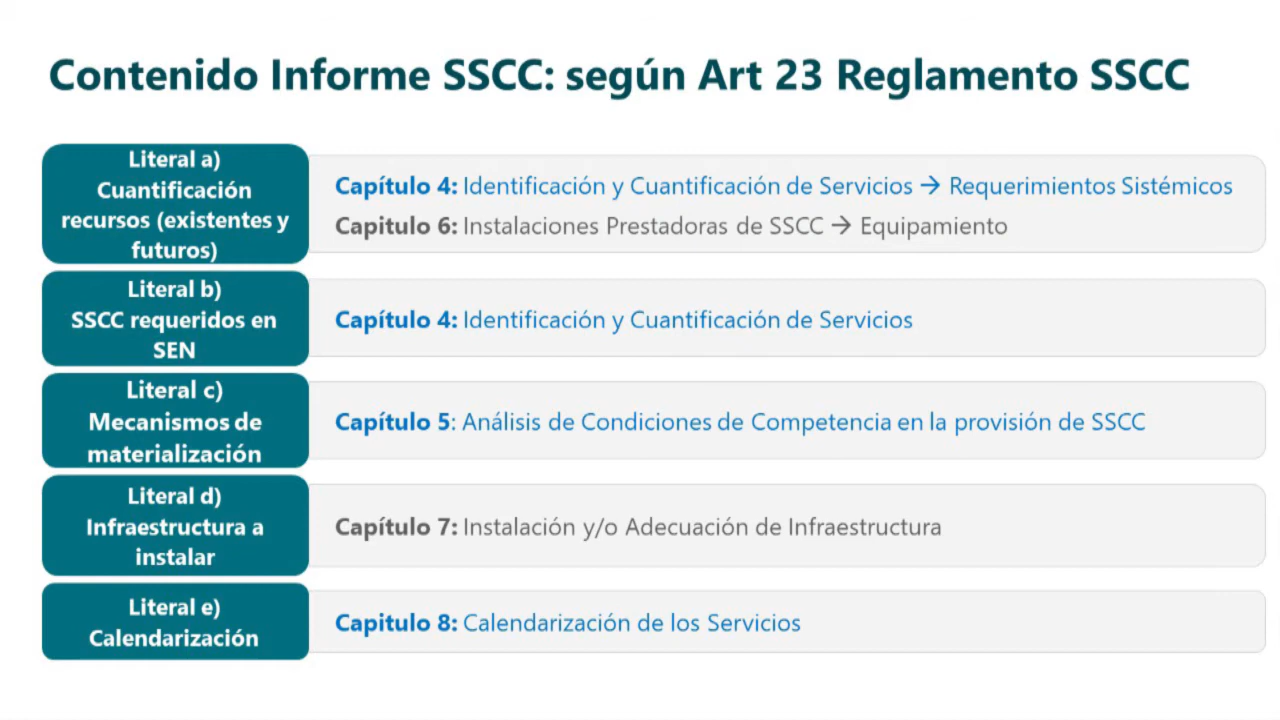 Contenido Informe SSCC: según Art 23 Reglamento SSCC
Literal a)
Cuantificación
recursos (existentes y
futuros)
Capítulo 4: Identificación y Cuantificación de Servicios → Requerimientos Sistémicos
Capitulo 6: Instalaciones Prestadoras de SSCC → Equipamiento
Literal b)
SSCC requeridos en
SEN
Capítulo 4: Identificación y Cuantificación de Servicios
Literal c)
Mecanismos de
materialización
Capítulo 5: Análisis de Condiciones de Competencia en la provisión de SSCC
Literal d)
Infraestructura a
instalar
Capítulo 7: Instalación y/o Adecuación de Infraestructura
Literal e)
Calendarización
Capitulo 8: Calendarización de los Servicios